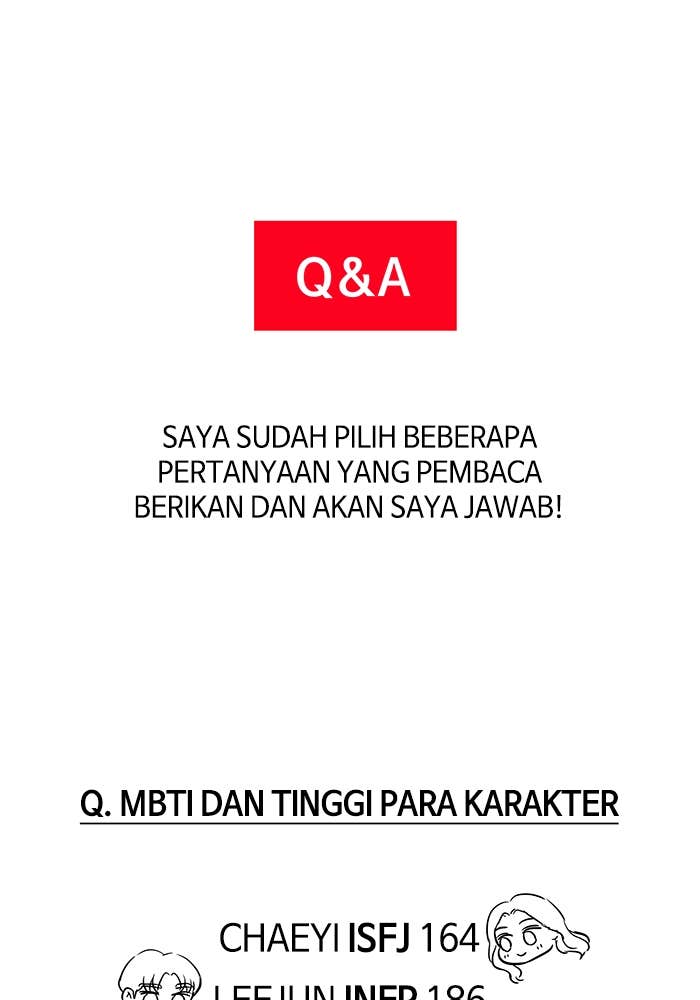 Q&A
SAYA SUDAH PILIH BEBERAPA
PERTANYAAN YANG PEMBACA
BERIKAN DAN AKAN SAYA JAWAB!
Q. MBTI DAN TINGGI PARA KARAKTER
CHAEYI ISFJ 164
LEEJUN INFP 186